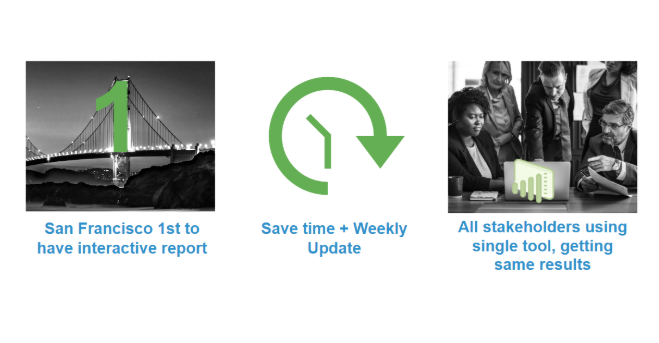 1
San Francisco 1st to
have interactive report
Save time + Weekly
Update
All stakeholders using
single tool, getting
same results